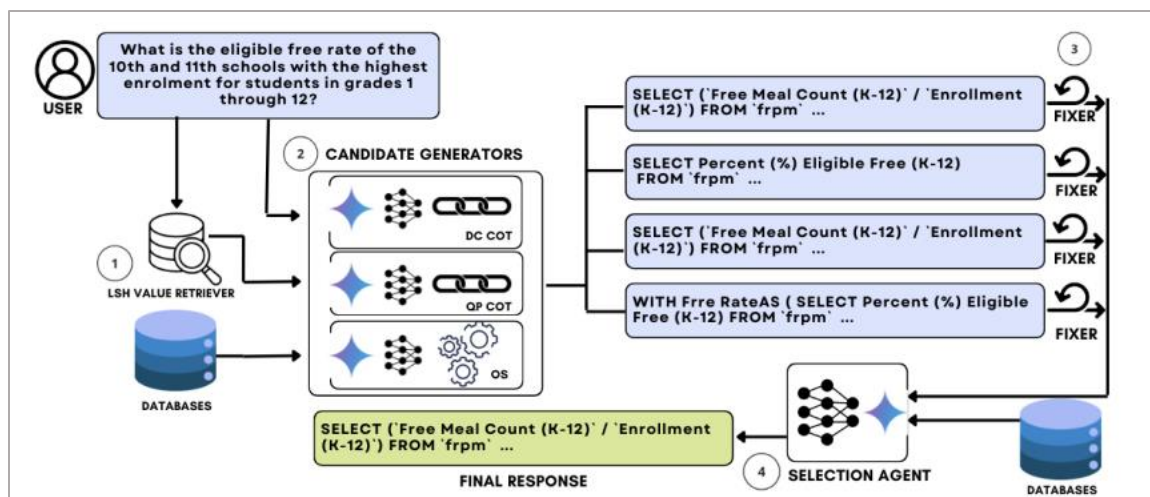 What is the eligible free rate of the
10th and 11th schools with the highest
enrolment for students in grades 1
through 12?
USER
1
LSH VALUE RETRIEVER
DATABASES
2
CANDIDATE GENERATORS
DC COT
QP COT
OS
SELECT (`Free Meal Count (K-12)` / `Enrollment
(K-12)`) FROM `frpm` ...
SELECT Percent (%) Eligible Free (K-12)
FROM `frpm` ...
SELECT (`Free Meal Count (K-12)` / `Enrollment
(K-12)`) FROM `frpm` ...
WITH Frre RateAS ( SELECT Percent (%) Eligible
Free (K-12) FROM `frpm` ...
3
FIXER
FIXER
FIXER
FIXER
SELECT (`Free Meal Count (K-12)` / `Enrollment
(K-12)`) FROM `frpm` ...
FINAL RESPONSE
4
SELECTION AGENT
DATABASES